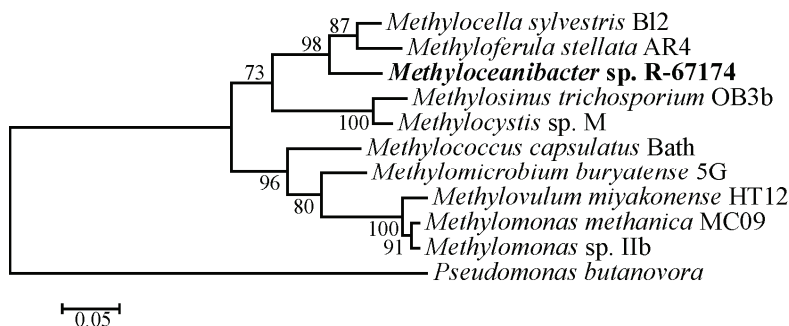 87
Methylocella sylvestris Bl2
98
Methyloferula stellata AR4
73
Methyloceanibacter sp. R-67174
Methylosinus trichosporium OB3b
100
Methylocystis sp. M
Methylococcus capsulatus Bath
96
Methylomicrobium buryatense 5G
80
Methylovulum miyakonense HT12
100
Methylomonas methanica MC09
91
Methylomonas sp. IIb
Pseudomonas butanovora
0.05